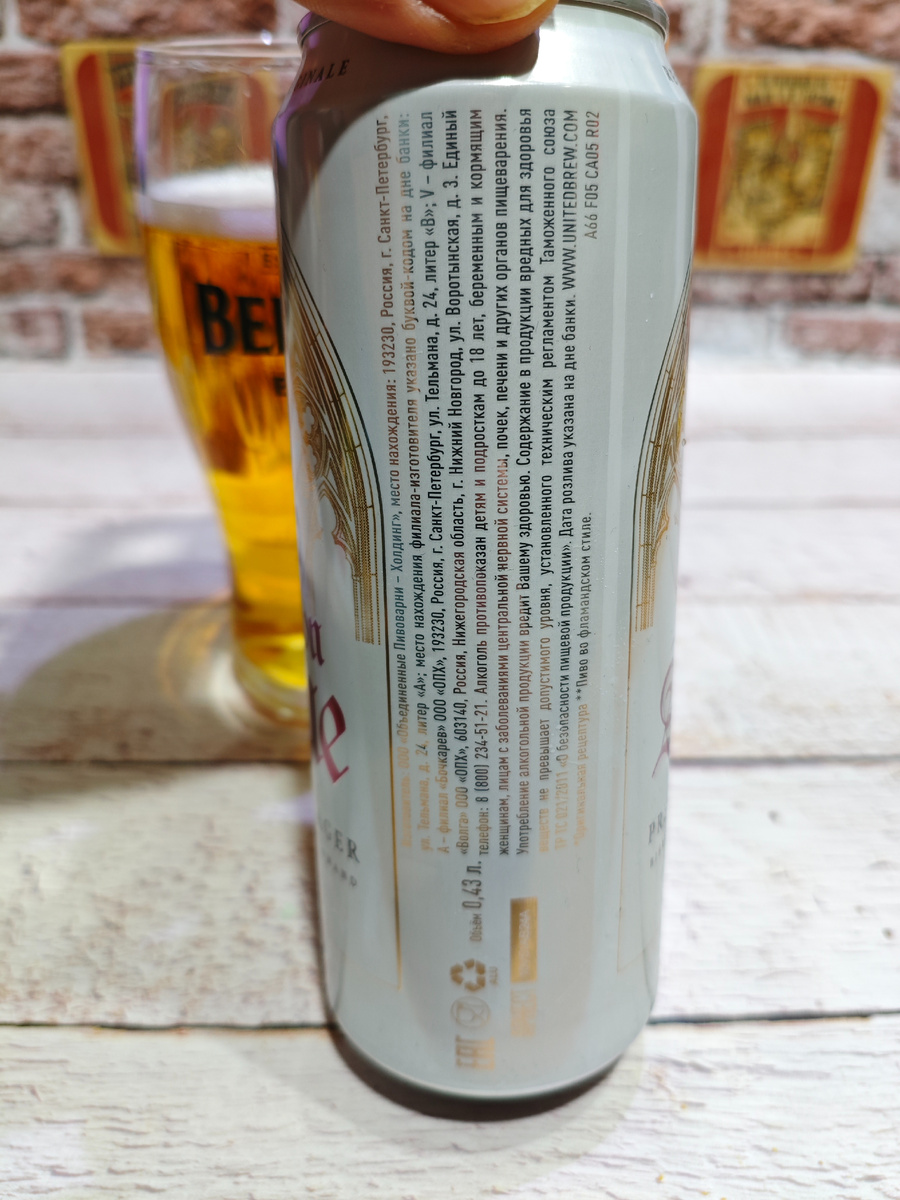 Изготовитель: ООО «Объединенные Пивоварни – Холдинг», место нахождения: 193230, Россия, г. Санкт-Петербург,
ул. Тельмана, д. 24, литер «А»; место нахождения филиала-изготовителя указано буквой-кодом на дне банки:
А – филиал «Бочкарев» ООО «ОПХ», 193230, Россия, г. Санкт-Петербург, ул. Тельмана, д. 24, литер «В»; V – филиал
«Волга» ООО «ОПХ», 603140, Россия, Нижегородская область, г. Нижний Новгород, ул. Воротынская, д. 3. Единый
телефон: 8 (800) 234-51-21. Алкоголь противопоказан детям и подросткам до 18 лет, беременным и кормящим
женщинам, лицам с заболеваниями центральной нервной системы, почек, печени и других органов пищеварения.
Употребление алкогольной продукции вредит Вашему здоровью. Содержание в продукции вредных для здоровья
веществ не превышает допустимого уровня, установленного техническим регламентом Таможенного союза
ТР ТС 021/2011 «О безопасности пищевой продукции». Дата розлива указана на дне банки. WWW.UNITEDBREW.COM
*Оригинальная рецептура **Пиво во фламандском стиле.
A66 F05 CA05 R02
Объём 0,43 л.
EAC